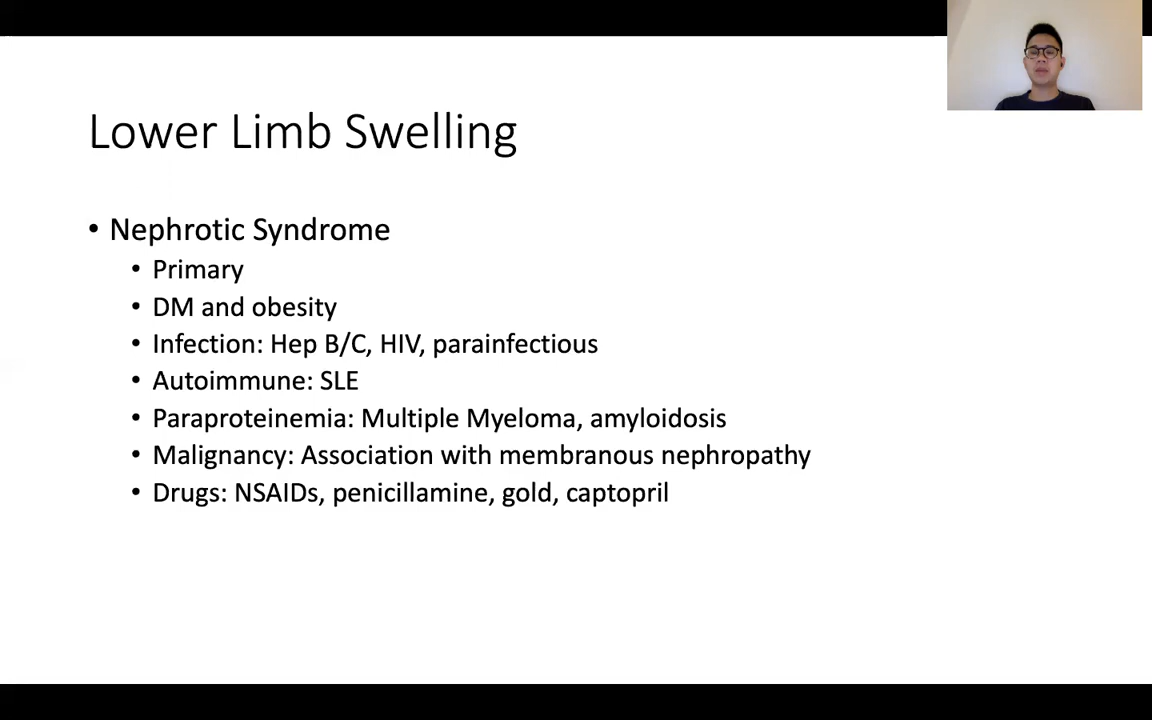 Lower Limb Swelling
• Nephrotic Syndrome
• Primary
• DM and obesity
• Infection: Hep B/C, HIV, parainfectious
• Autoimmune: SLE
• Paraproteinemia: Multiple Myeloma, amyloidosis
• Malignancy: Association with membranous nephropathy
• Drugs: NSAIDs, penicillamine, gold, captopril